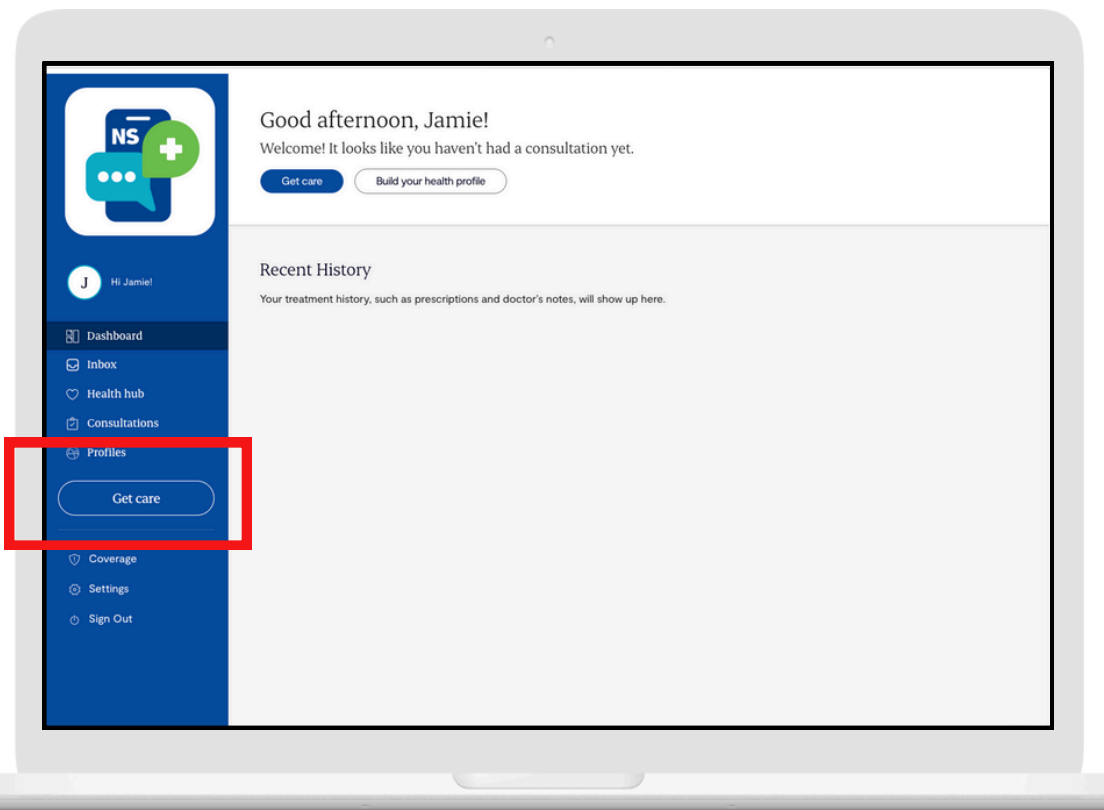 NS
Good afternoon, Jamie!
Welcome! It looks like you haven't had a consultation yet.
Get care
Build your health profile
J
Hi Jamie!
Recent History
Your treatment history, such as prescriptions and doctor's notes, will show up here.
Dashboard
Inbox
Health hub
Consultations
Profiles
Get care
Coverage
Settings
Sign Out